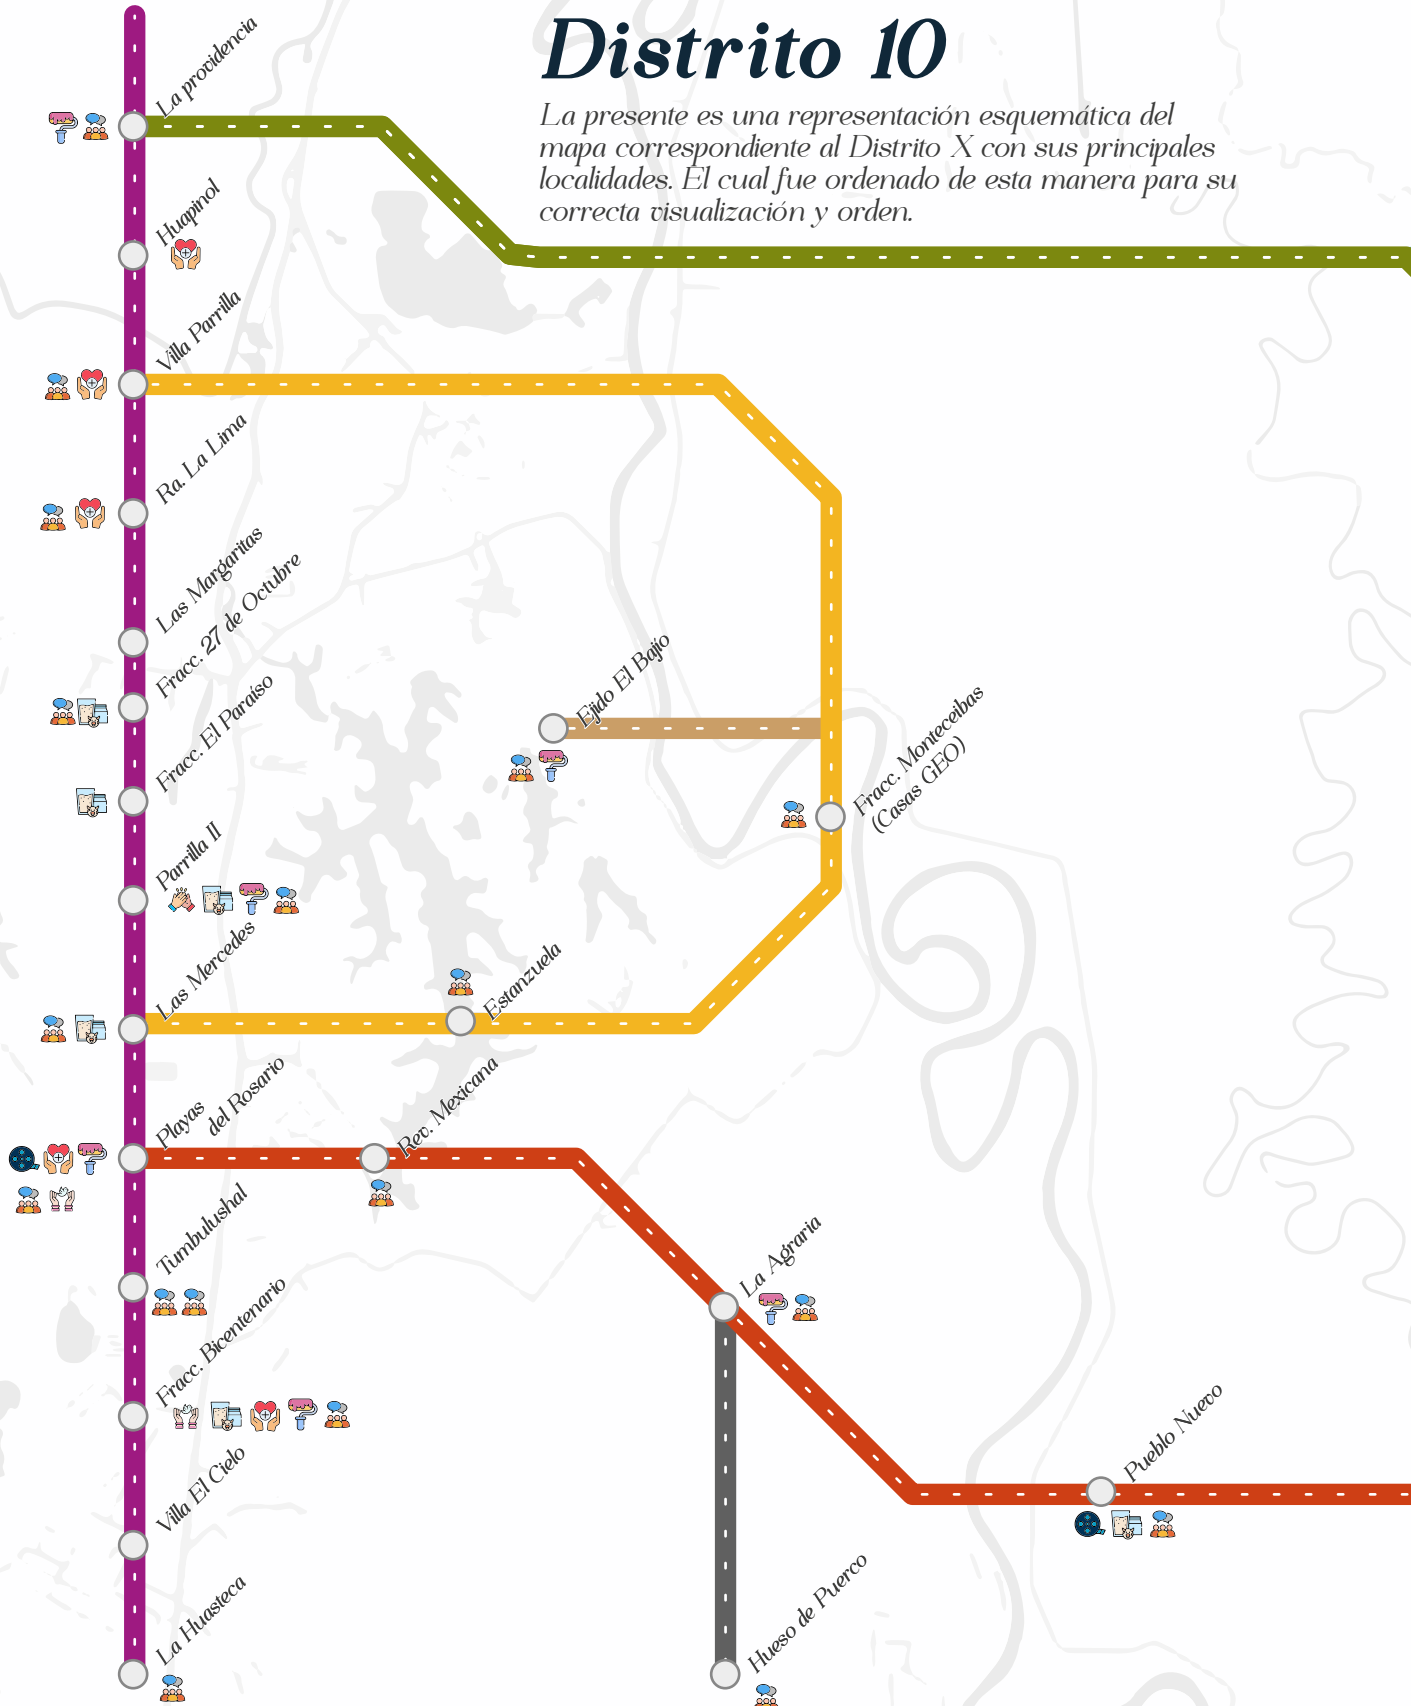 Distrito 10
La presente es una representación esquemática del
mapa correspondiente al Distrito X con sus principales
localidades. El cual fue ordenado de esta manera para su
correcta visualización y orden.
La providencia
Huapinol
Villa Parrilla
Ra. La Lima
Las Margaritas
Fracc. 27 de Octubre
Fracc. El Paraíso
Parrilla II
Las Mercedes
Playas
del Rosario
Tumbulushal
Fracc. Bicentenario
Villa El Cielo
La Huasteca
Ejido El Bajío
Fracc. Monteceibas
(Casas GEO)
Estanzuela
Rev. Mexicana
La Agraria
Pueblo Nuevo
Hueso de Puerco